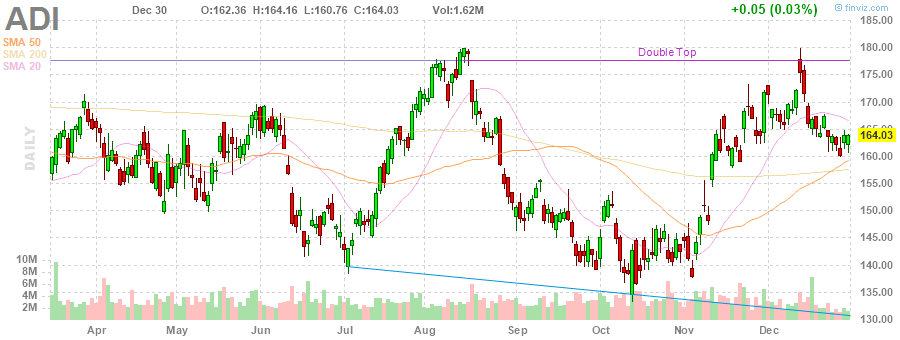 ADI Dec 30 O:162.36 H:164.16 L:160.76 C:164.03 Vol:1.62M +0.05 (0.03%) © finviz.com
SMA 50
SMA 200
SMA 20
DAILY
Double Top
185.00
180.00
175.00
170.00
165.00
164.03
160.00
155.00
150.00
145.00
140.00
135.00
130.00
10M
8M
6M
4M
2M
Apr May Jun Jul Aug Sep Oct Nov Dec